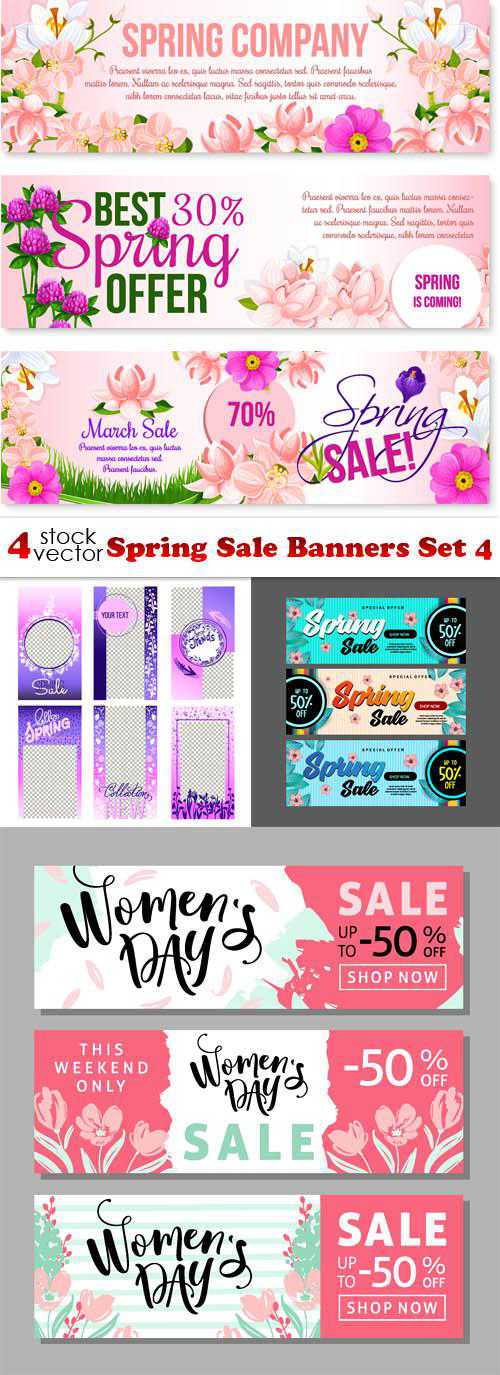 SPRING COMPANY
Praesent viverra leo ex, quis luctus massa consectetur sed. Praesent faucibus
mattis lorem. Nullam ac scelerisque magna. Sed sagittis, tortor quis commodo scelerisque,
nibh lorem consectetur lacus, vitae finibus justo tellus sit amet arcu.
BEST 30%
Spring
OFFER
Praesent viverra leo ex, quis luctus massa consec-
tetur sed. Praesent faucibus mattis lorem. Nullam
ac scelerisque magna. Sed sagittis, tortor quis
commodo scelerisque, nibh lorem consectetur
SPRING
IS COMING!
March Sale
Praesent viverra leo ex, quis luctus
massa consectetur sed.
Praesent faucibus.
70%
Spring
SALE!
4 stock vector Spring Sale Banners Set 4
Sale
YOUR TEXT
Hello
SPRING
Collection
SPECIAL OFFER
Spring
Sale
SHOP NOW
UP TO
50%
OFF
SPECIAL OFFER
UP TO
50%
OFF
Spring
Sale
SHOP NOW
SPECIAL OFFER
Spring
Sale
SHOP NOW
UP TO
50%
OFF
Women's
DAY
SALE
UP TO -50% OFF
SHOP NOW
THIS
WEEKEND
ONLY
Women's
DAY
SALE
-50% OFF
Women's
DAY
SALE
UP TO -50% OFF
SHOP NOW